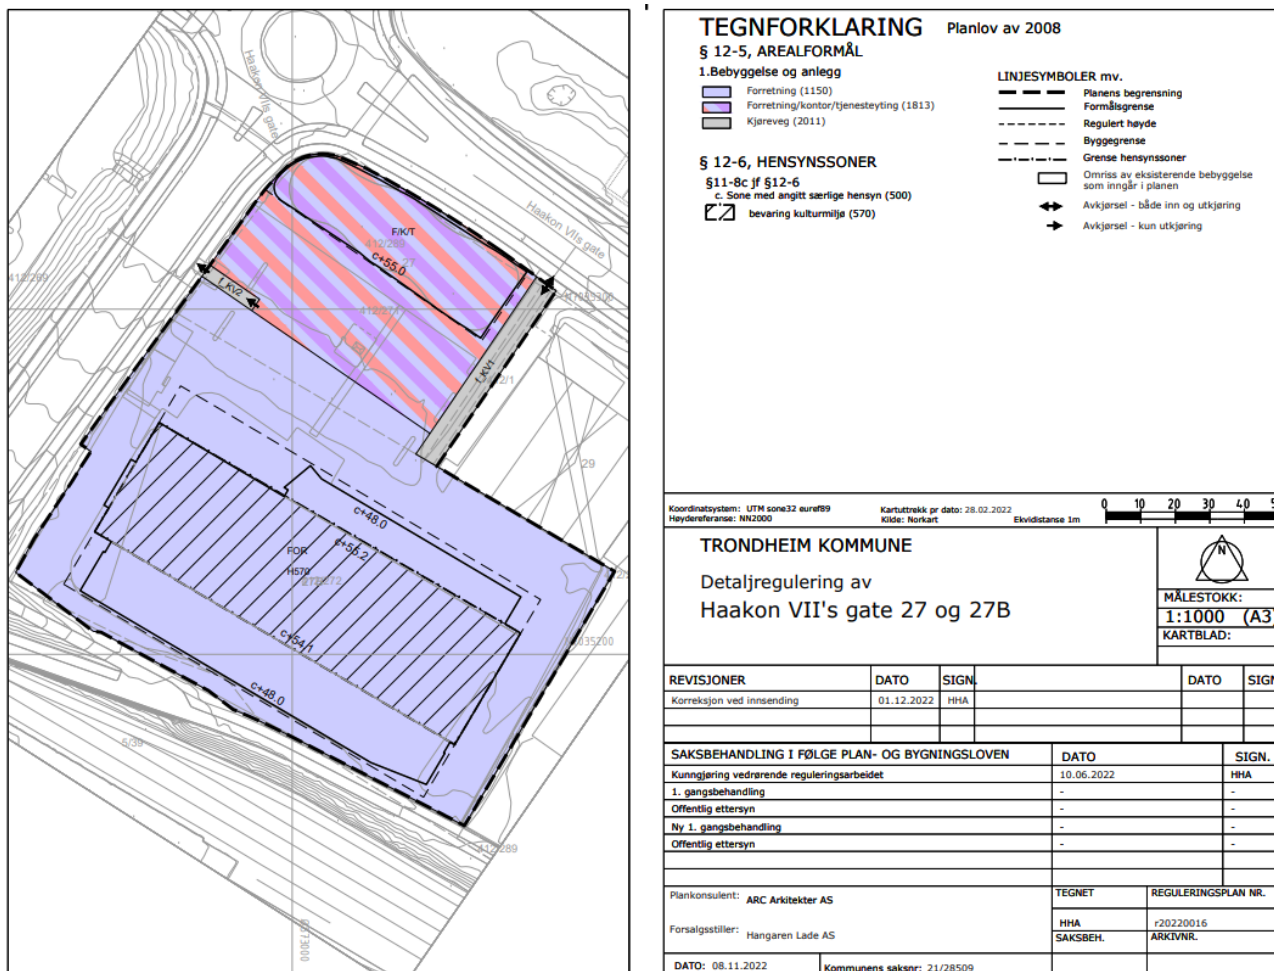 Haakon VIIs gate
Haakon VIIs gate
F/K/T
412/289
27
c+55.0
412/269
f_KV2
412/271
f_KV1
29
c+48.0
FOR
c+55.2
H570
c+54.1
c+48.0
5/39
412/289
TEGNFORKLARING Planlov av 2008
§ 12-5, AREALFORMÅL
1.Bebyggelse og anlegg
Forretning (1150)
Forretning/kontor/tjenesteyting (1813)
Kjøreveg (2011)
§ 12-6, HENSYNSSONER
§11-8c jf §12-6
c. Sone med angitt særlige hensyn (500)
bevaring kulturmiljø (570)
LINJESYMBOLER mv.
Planens begrensning
Formålsgrense
Regulert høyde
Byggegrense
Grense hensynssoner
Omriss av eksisterende bebyggelse
som inngår i planen
Avkjørsel - både inn og utkjøring
Avkjørsel - kun utkjøring
Koordinatsystem: UTM sone32 euref89
Høydereferanse: NN2000
Kartuttrekk pr dato: 28.02.2022
Kilde: Norkart
Ekvidistanse 1m
0 10 20 30 40
TRONDHEIM KOMMUNE
Detaljregulering av
Haakon VII's gate 27 og 27B
N
MÅLESTOKK:
1:1000 (A3)
KARTBLAD:
REVISJONER DATO SIGN. DATO SIGN
Korreksjon ved innsending 01.12.2022 HHA
SAKSBEHANDLING I FØLGE PLAN- OG BYGNINGSLOVEN DATO SIGN.
Kunngjøring vedrørende reguleringsarbeidet 10.06.2022 HHA
1. gangsbehandling - -
Offentlig ettersyn - -
Ny 1. gangsbehandling - -
Offentlig ettersyn - -
Plankonsulent: ARC Arkitekter AS
Forsalgsstiller: Hangaren Lade AS
TEGNET REGULERINGSPLAN NR.
HHA r20220016
SAKSBEH. ARKIVNR.
DATO: 08.11.2022 Kommunens saksnr: 21/28509